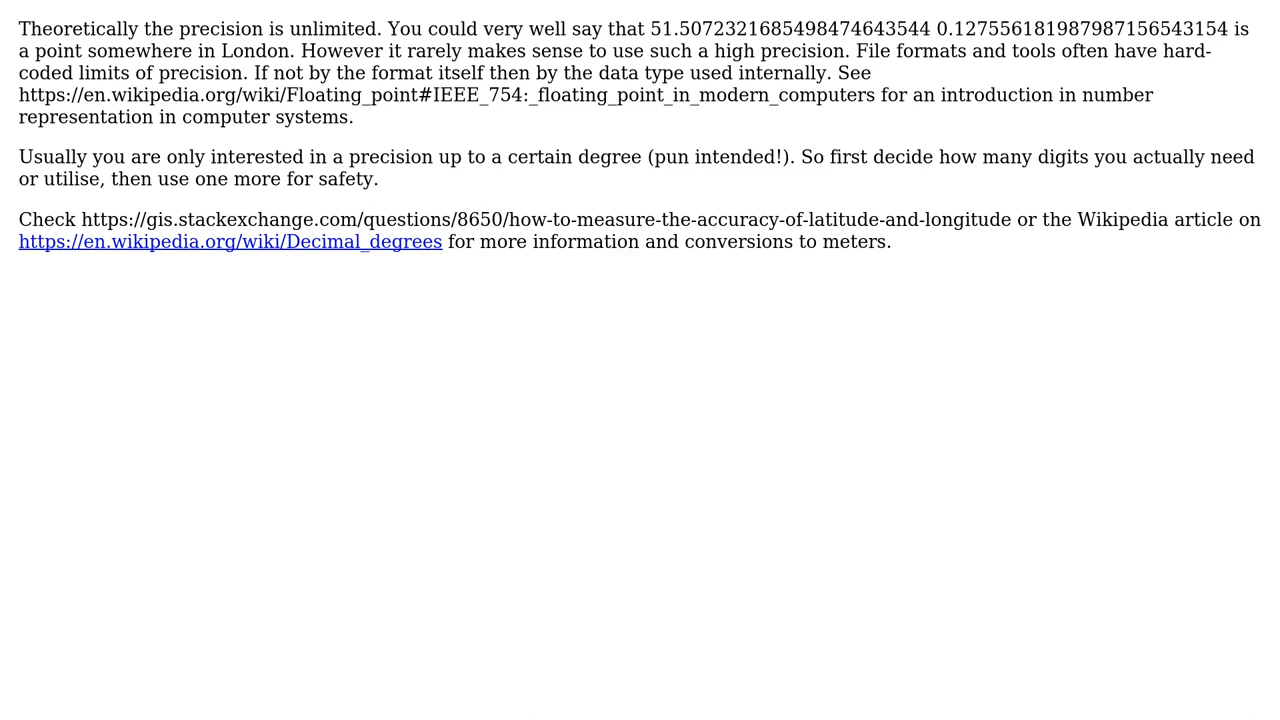 Theoretically the precision is unlimited. You could very well say that 51.5072321685498474643544 0.127556181987987156543154 is
a point somewhere in London. However it rarely makes sense to use such a high precision. File formats and tools often have hard-
coded limits of precision. If not by the format itself then by the data type used internally. See
https://en.wikipedia.org/wiki/Floating_point#IEEE_754:_floating_point_in_modern_computers for an introduction in number
representation in computer systems.
Usually you are only interested in a precision up to a certain degree (pun intended!). So first decide how many digits you actually need
or utilise, then use one more for safety.
Check https://gis.stackexchange.com/questions/8650/how-to-measure-the-accuracy-of-latitude-and-longitude or the Wikipedia article on
https://en.wikipedia.org/wiki/Decimal_degrees for more information and conversions to meters.